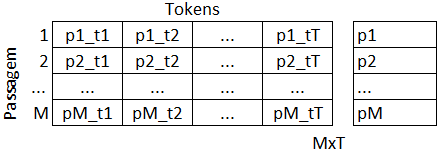 Tokens
Passagem
1 p1_t1 p1_t2 ... p1_tT p1
2 p2_t1 p2_t2 ... p2_tT p2
... ... ... ... ... ...
M pM_t1 pM_t2 ... pM_tT pM
MxT